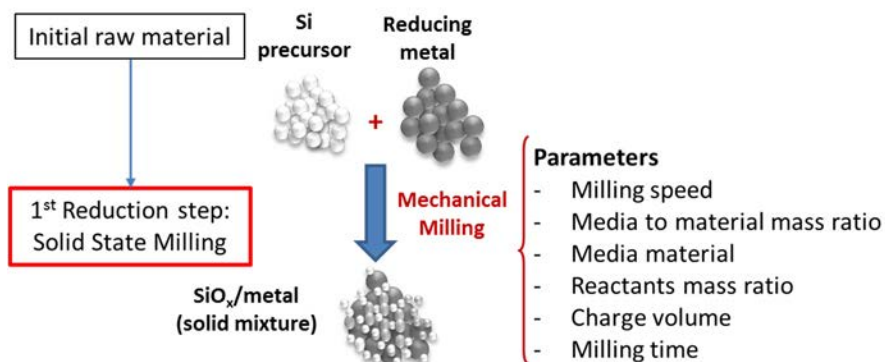 Initial raw material
Si
precursor
Reducing
metal
+
1st Reduction step:
Solid State Milling
Mechanical
Milling
SiOx/metal
(solid mixture)
Parameters
- Milling speed
- Media to material mass ratio
- Media material
- Reactants mass ratio
- Charge volume
- Milling time